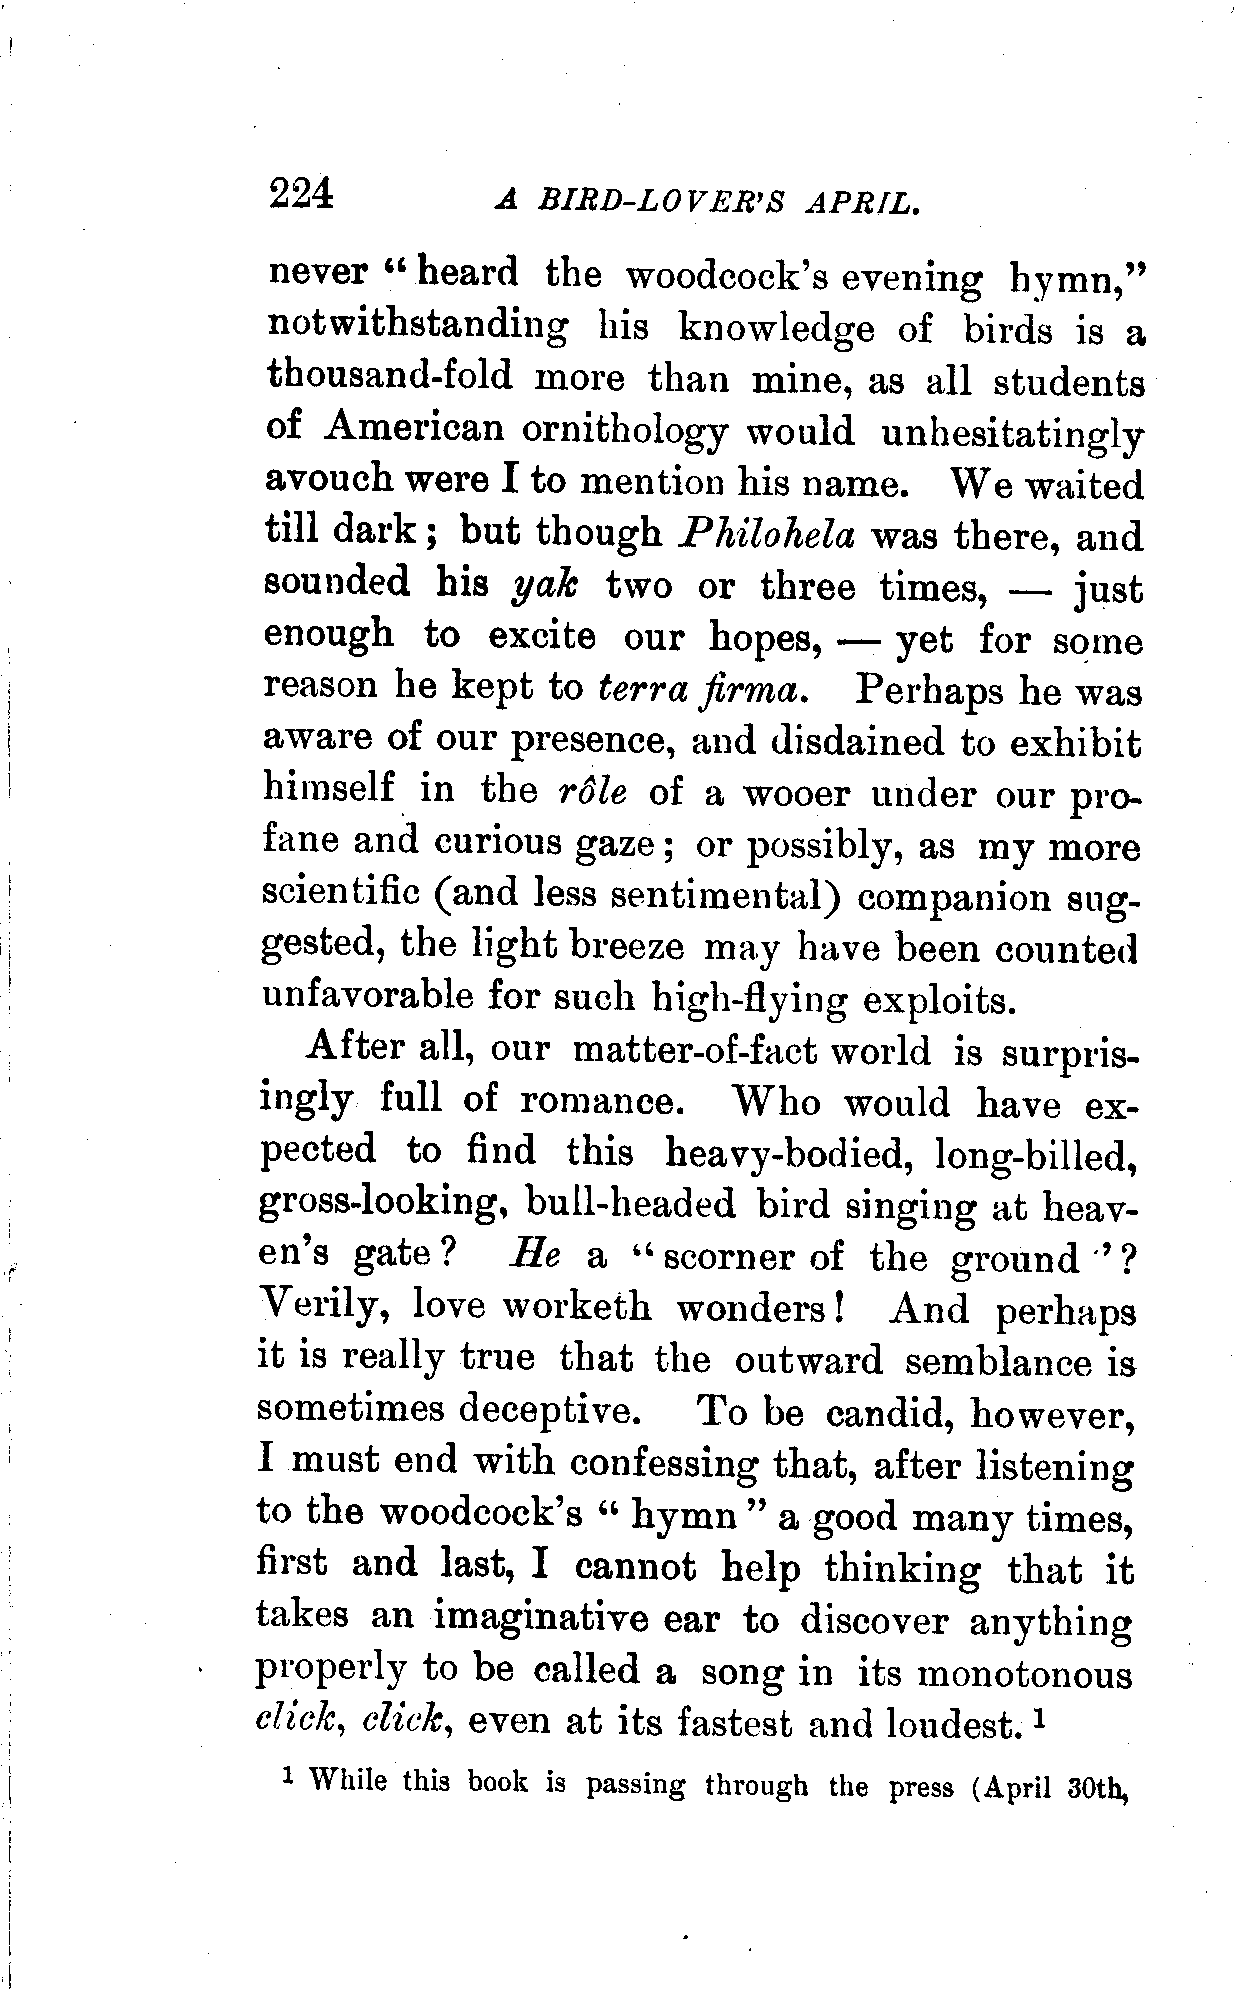 224 A BIRD-LOVER'S APRIL.
never "heard the woodcock's evening hymn,"
notwithstanding his knowledge of birds is a
thousand-fold more than mine, as all students
of American ornithology would unhesitatingly
avouch were I to mention his name. We waited
till dark; but though Philohela was there, and
sounded his yak two or three times, — just
enough to excite our hopes, — yet for some
reason he kept to terra firma. Perhaps he was
aware of our presence, and disdained to exhibit
himself in the rôle of a wooer under our pro-
fane and curious gaze; or possibly, as my more
scientific (and less sentimental) companion sug-
gested, the light breeze may have been counted
unfavorable for such high-flying exploits.
After all, our matter-of-fact world is surpris-
ingly full of romance. Who would have ex-
pected to find this heavy-bodied, long-billed,
gross-looking, bull-headed bird singing at heav-
en's gate? He a "scorner of the ground"?
Verily, love worketh wonders! And perhaps
it is really true that the outward semblance is
sometimes deceptive. To be candid, however,
I must end with confessing that, after listening
to the woodcock's "hymn" a good many times,
first and last, I cannot help thinking that it
takes an imaginative ear to discover anything
properly to be called a song in its monotonous
click, click, even at its fastest and loudest.¹
¹ While this book is passing through the press (April 30th,